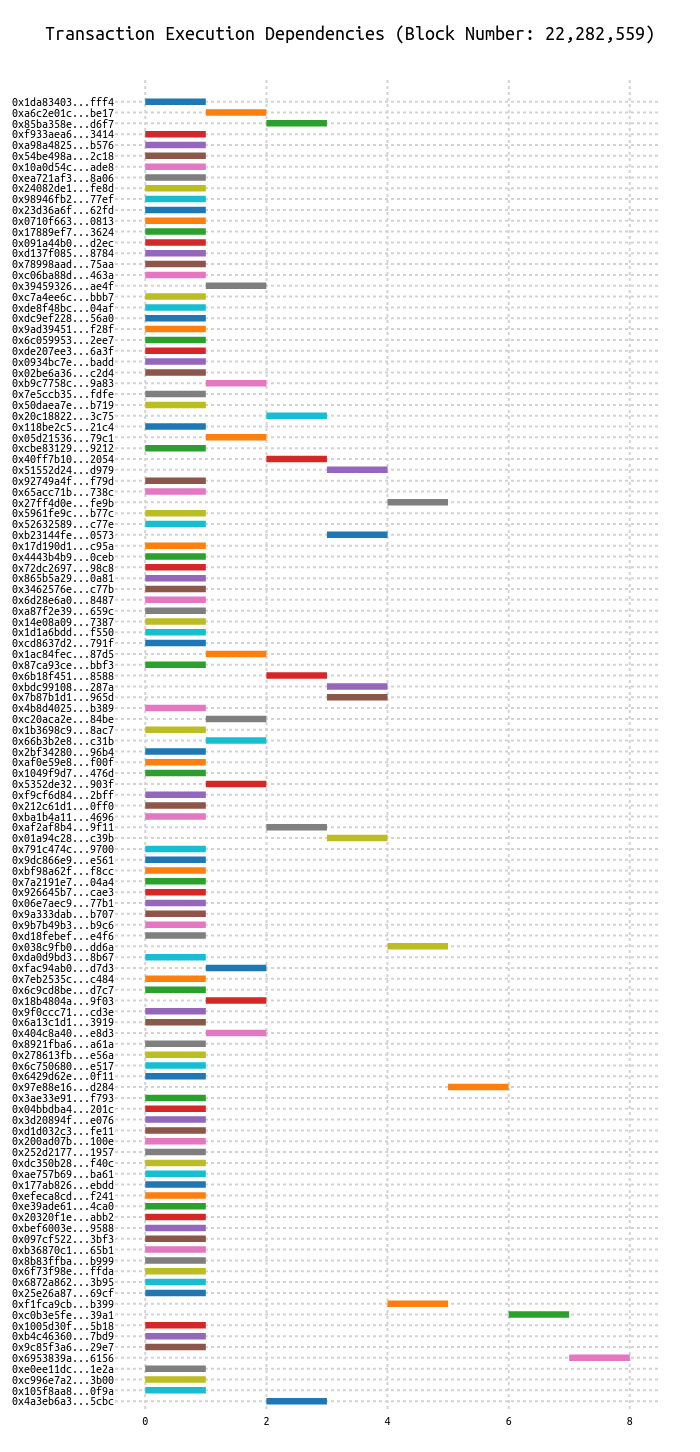 Transaction Execution Dependencies (Block Number: 22,282,559)
0x1da83403...fff4
0xa6c2e01c...be17
0x85ba358e...d6f7
0xf933aea6...3414
0xa98a4825...b576
0x54be498a...2c18
0x10a0d54c...ade8
0xea721af3...8a06
0x24082de1...fe8d
0x98946fb2...77ef
0x23d36a6f...62fd
0x0710f663...0813
0x17889ef7...3624
0x091a44b0...d2ec
0xd137f085...8784
0x78998aad...75aa
0xc06ba88d...463a
0x39459326...ae4f
0xc7a4ee6c...bbb7
0xde8f48bc...04af
0xdc9ef228...56a0
0x9ad39451...f28f
0x6c059953...2ee7
0xde207ee3...6a3f
0x0934bc7e...badd
0x02be6a36...c2d4
0xb9c7758c...9a83
0x7e5ccb35...fdfe
0x50daea7e...b719
0x20c18822...3c75
0x118be2c5...21c4
0x05d21536...79c1
0xcbe83129...9212
0x40ff7b10...2054
0x51552d24...d979
0x92749a4f...f79d
0x65acc71b...738c
0x27ff4d0e...fe9b
0x5961fe9c...b77c
0x52632589...c77e
0xb23144fe...0573
0x17d190d1...c95a
0x4443b4b9...0ceb
0x72dc2697...98c8
0x865b5a29...0a81
0x3462576e...c77b
0x6d28e6a0...8487
0xa87f2e39...659c
0x14e08a09...7387
0x1d1a6bdd...f550
0xcd8637d2...791f
0x1ac84fec...87d5
0x87ca93ce...bbf3
0x6b18f451...8588
0xbdc99108...287a
0x7b87b1d1...965d
0x4b8d4025...b389
0xc20aca2e...84be
0x1b3698c9...8ac7
0x66b3b2e8...c31b
0x2bf34280...96b4
0xaf0e59e8...f00f
0x1049f9d7...476d
0x5352de32...903f
0xf9cf6d84...2bff
0x212c61d1...0ff0
0xba1b4a11...4696
0xaf2af8b4...9f11
0x01a94c28...c39b
0x791c474c...9700
0x9dc866e9...e561
0xbf98a62f...f8cc
0x7a2191e7...04a4
0x926645b7...cae3
0x06e7aec9...77b1
0x9a333dab...b707
0x9b7b49b3...b9c6
0xd18febef...e4f6
0x038c9fb0...dd6a
0xda0d9bd3...8b67
0xfac94ab0...d7d3
0x7eb2535c...c484
0x6c9cd8be...d7c7
0x18b4804a...9f03
0x9f0ccc71...cd3e
0x6a13c1d1...3919
0x404c8a40...e8d3
0x8921fba6...a61a
0x278613fb...e56a
0x6c750680...e517
0x6429d62e...0f11
0x97e88e16...d284
0x3ae33e91...f793
0x04bbdba4...201c
0x3d20894f...e076
0xd1d032c3...fe11
0x200ad07b...100e
0x252d2177...1957
0xdc350b28...f40c
0xae757b69...ba61
0x177ab826...ebdd
0xefeca8cd...f241
0xe39ade61...4ca0
0x20320f1e...abb2
0xbef6003e...9588
0x097cf522...3bf3
0xb36870c1...65b1
0x8b83ffba...b999
0x6f73f98e...ffda
0x6872a862...3b95
0x25e26a87...69cf
0xf1fca9cb...b399
0xc0b3e5fe...39a1
0x1005d30f...5b18
0xb4c46360...7bd9
0x9c85f3a6...29e7
0x6953839a...6156
0xe0ee11dc...1e2a
0xc996e7a2...3b00
0x105f8aa8...0f9a
0x4a3eb6a3...5cbc
0 2 4 6 8